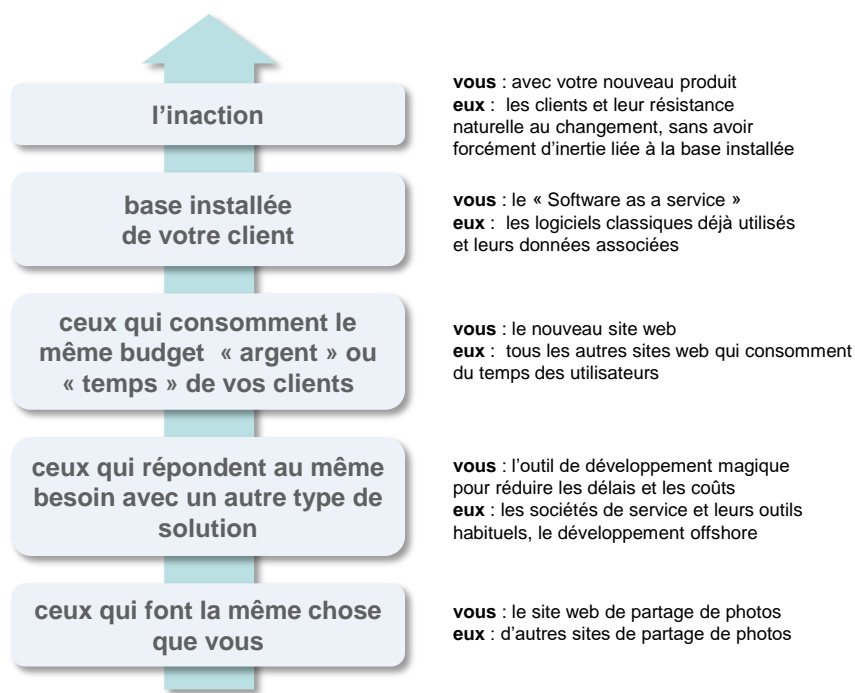 l’inaction
vous : avec votre nouveau produit
eux : les clients et leur résistance
naturelle au changement, sans avoir
forcément d’inertie liée à la base installée
base installée
de votre client
vous : le « Software as a service »
eux : les logiciels classiques déjà utilisés
et leurs données associées
ceux qui consomment le
même budget « argent » ou
« temps » de vos clients
vous : le nouveau site web
eux : tous les autres sites web qui consomment
du temps des utilisateurs
ceux qui répondent au même
besoin avec un autre type de
solution
vous : l’outil de développement magique
pour réduire les délais et les coûts
eux : les sociétés de service et leurs outils
habituels, le développement offshore
ceux qui font la même chose
que vous
vous : le site web de partage de photos
eux : d’autres sites de partage de photos